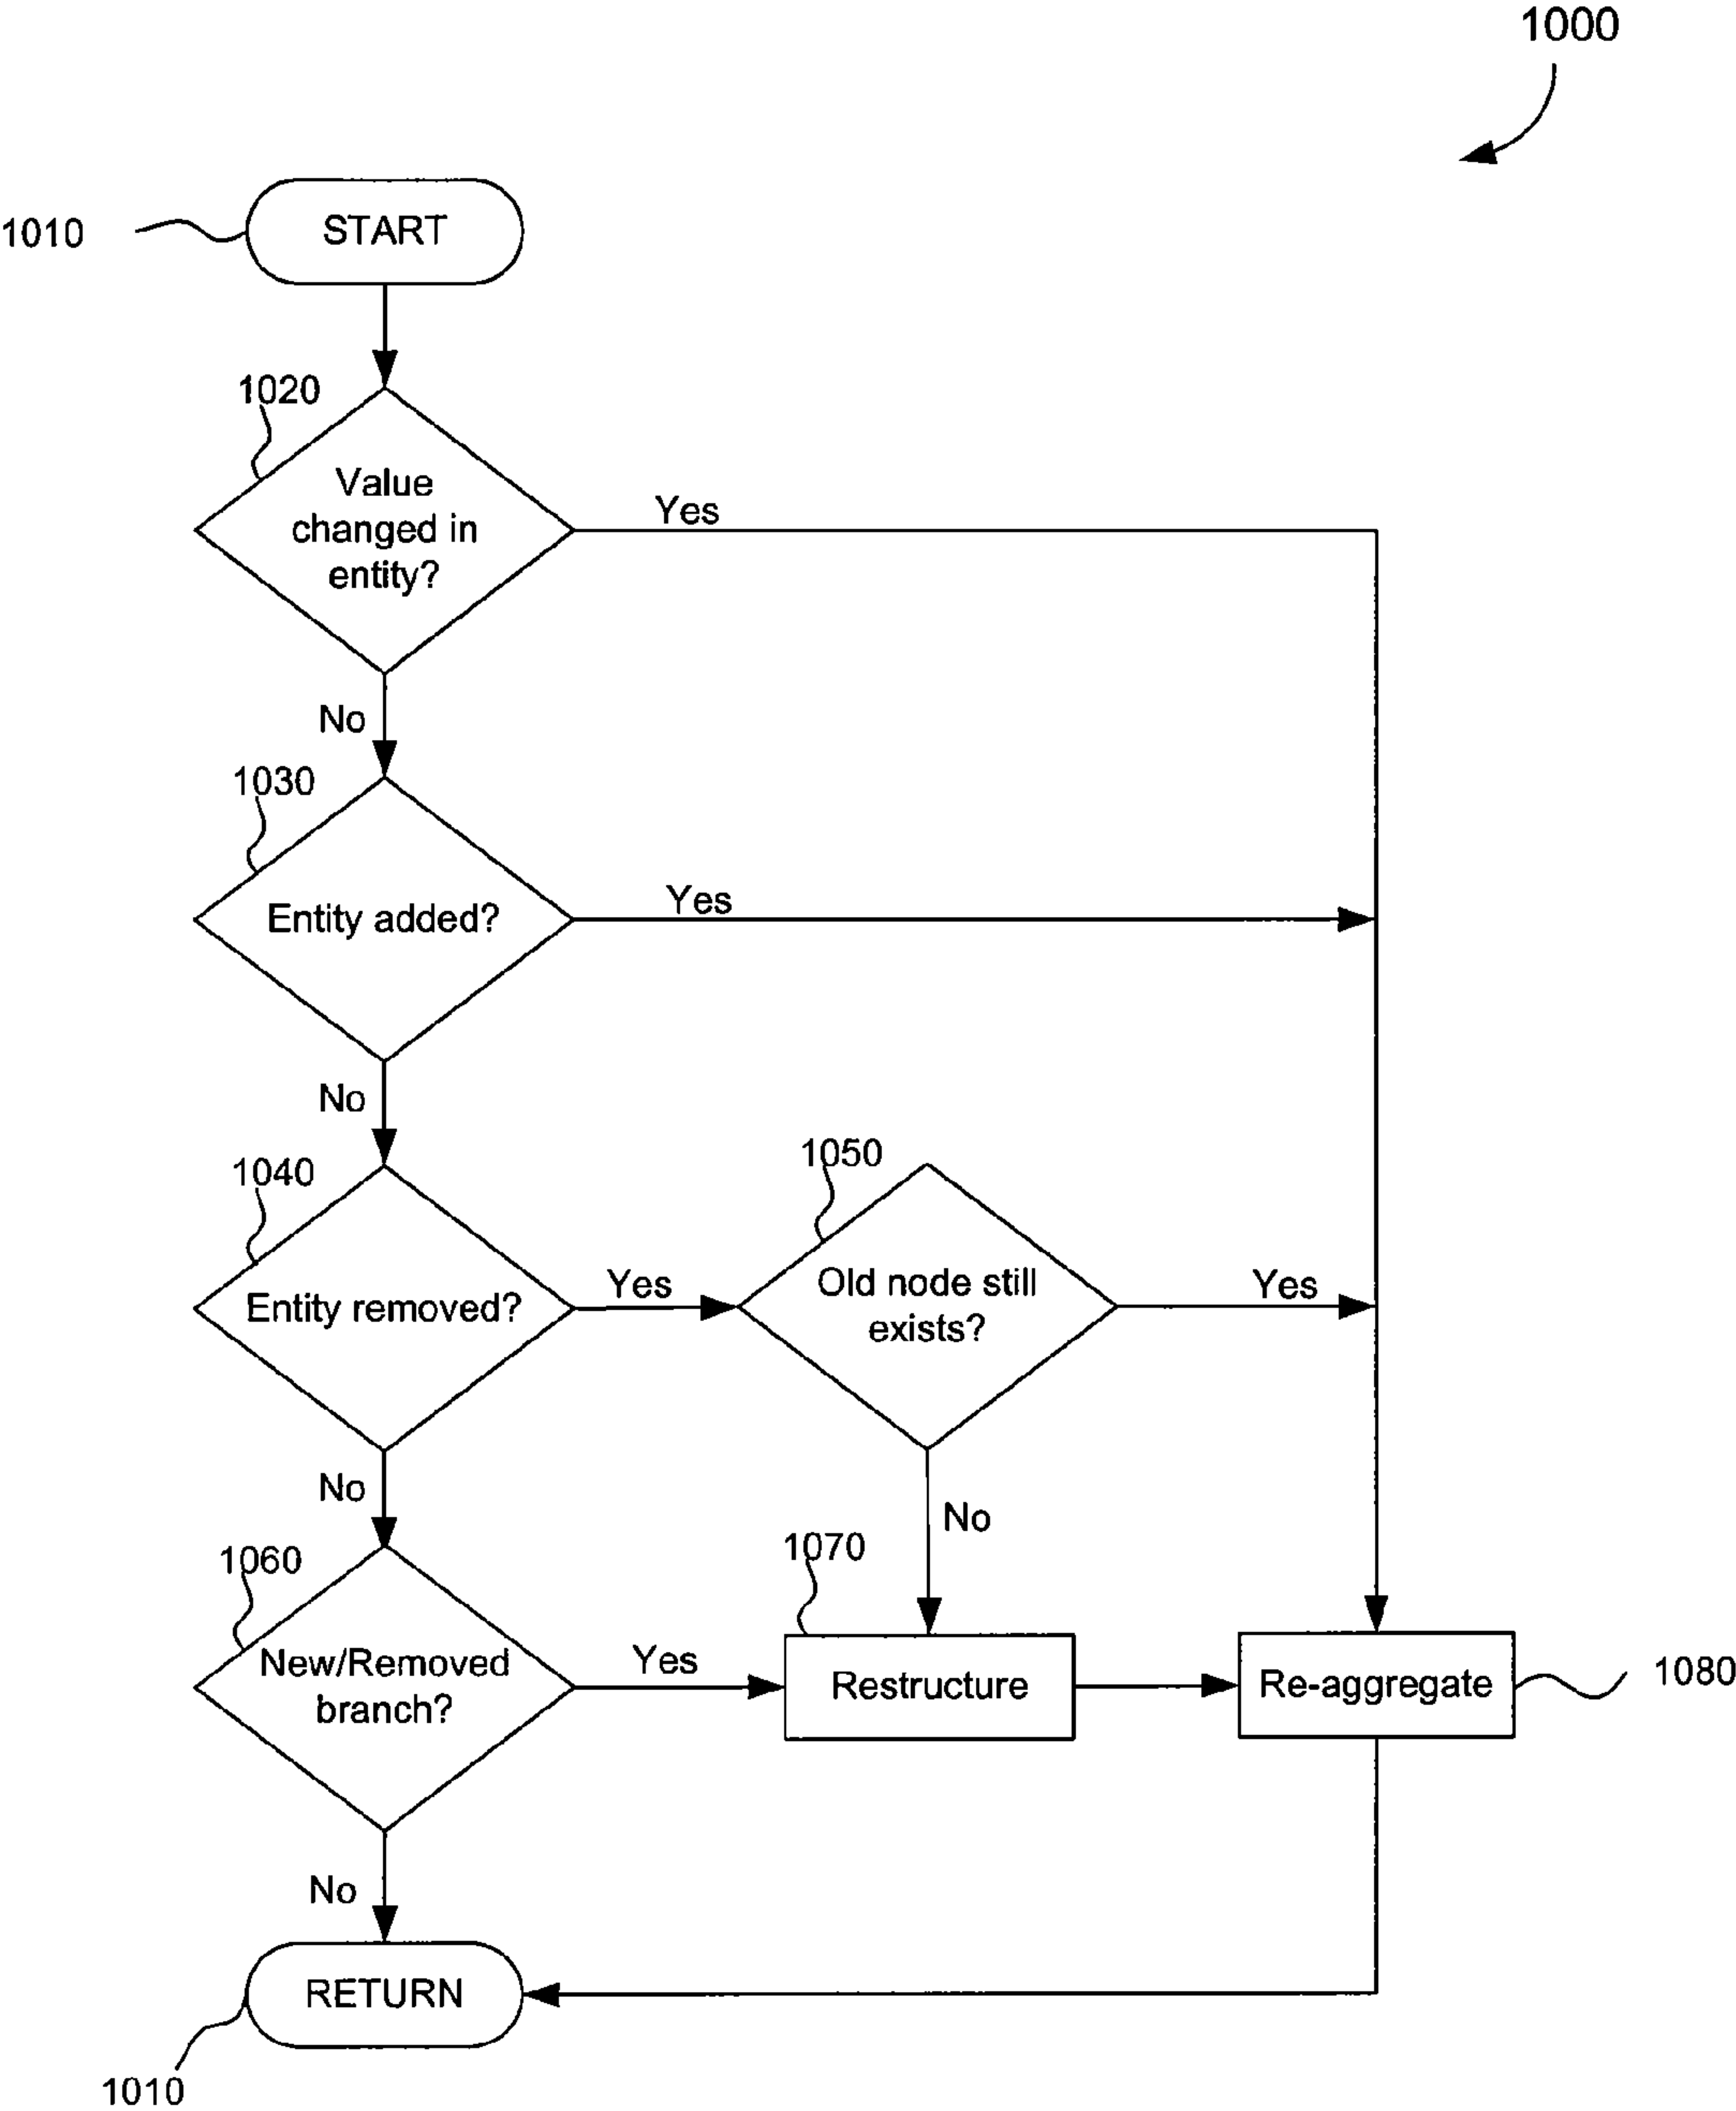 1000
1010
START
1020
Value
changed in
entity?
Yes
No
1030
Entity added?
Yes
No
1040
Entity removed?
Yes
1050
Old node still
exists?
Yes
No
No
1060
New/Removed
branch?
Yes
1070
Restructure
Re-aggregate
1080
No
RETURN
1010